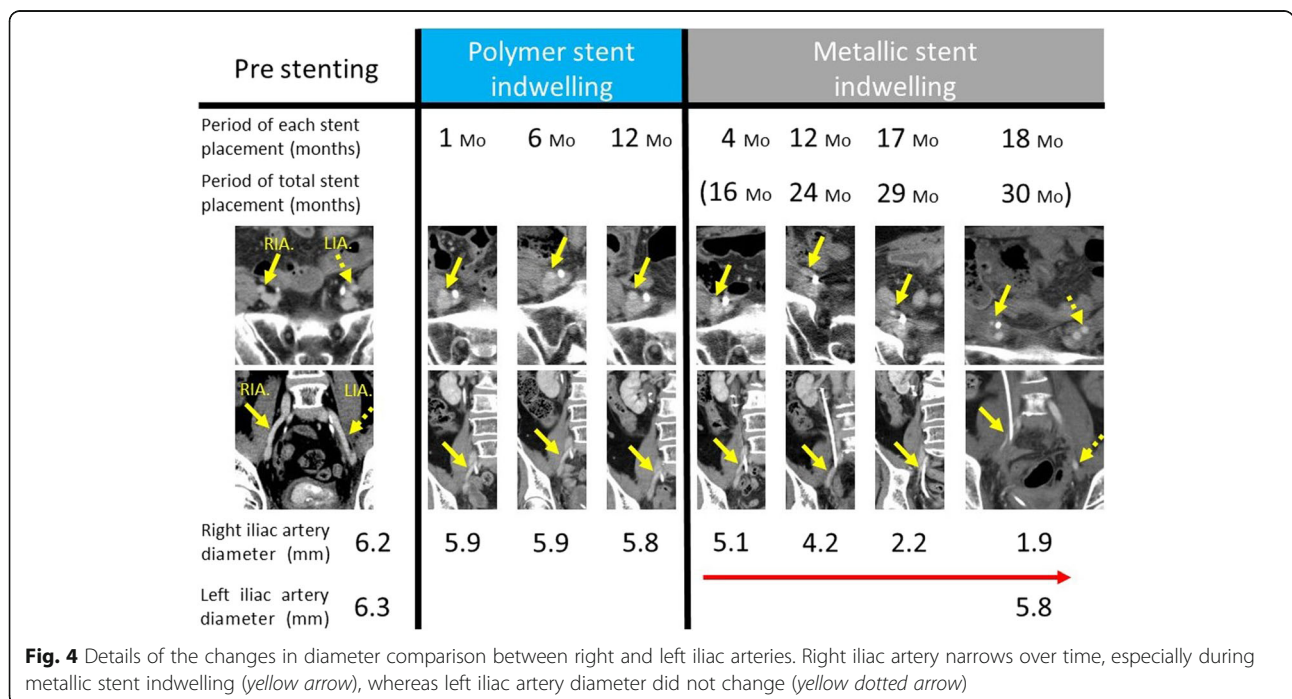 Pre stenting
Polymer stent
indwelling
Metallic stent
indwelling
Period of each stent
placement (months)
1 Mo 6 Mo 12 Mo 4 Mo 12 Mo 17 Mo 18 Mo
Period of total stent
placement (months)
(16 Mo 24 Mo 29 Mo 30 Mo)
RIA. LIA.
RIA. LIA.
Right iliac artery
diameter (mm) 6.2 5.9 5.9 5.8 5.1 4.2 2.2 1.9
Left iliac artery
diameter (mm) 6.3 5.8
Fig. 4 Details of the changes in diameter comparison between right and left iliac arteries. Right iliac artery narrows over time, especially during
metallic stent indwelling (yellow arrow), whereas left iliac artery diameter did not change (yellow dotted arrow)